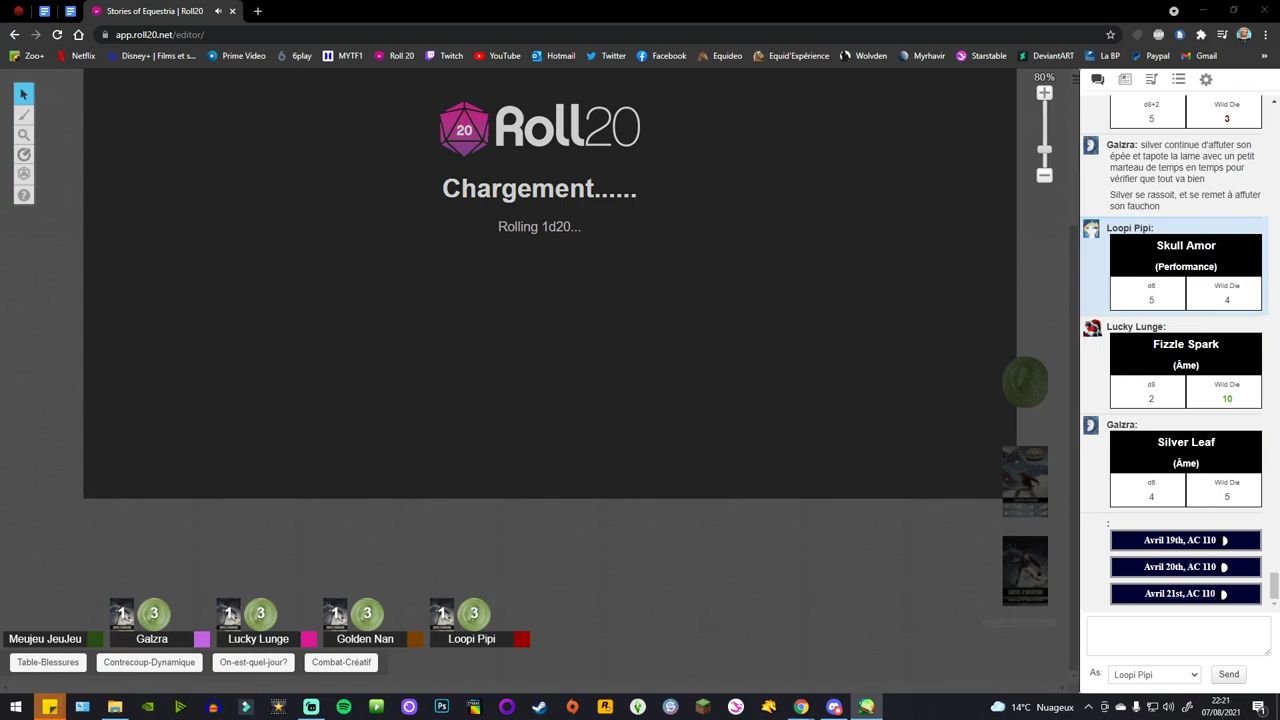 Stories of Equestria | Roll20
app.roll20.net/editor/
Zoo+
Netflix
Disney+ | Films et s...
Prime Video
6play
MYTF1
Roll 20
Twitch
YouTube
Hotmail
Twitter
Facebook
Equideo
Equid'Expérience
Wolvden
Myrhavir
Starstable
DeviantART
La BP
Paypal
Gmail
80%
20 Roll20
Chargement......
Rolling 1d20...
d8+2 Wild Die
5 3
Galzra: silver continue d'affuter son
épée et tapote la lame avec un petit
marteau de temps en temps pour
vérifier que tout va bien
Silver se rassoit, et se remet à affuter
son fauchon
Loopi Pipi:
Skull Amor
(Performance)
d6 Wild Die
5 4
Lucky Lunge:
Fizzle Spark
(Âme)
d8 Wild Die
2 10
Galzra:
Silver Leaf
(Âme)
d6 Wild Die
4 5
:
Avril 19th, AC 110
Avril 20th, AC 110
Avril 21st, AC 110
1 3 1 3 1 3 1 3
Meujeu JeuJeu Galzra Lucky Lunge Golden Nan Loopi Pipi
Table-Blessures Contrecoup-Dynamique On-est-quel-jour? Combat-Créatif
As: Loopi Pipi Send
14°C Nuageux
22:21
07/08/2021